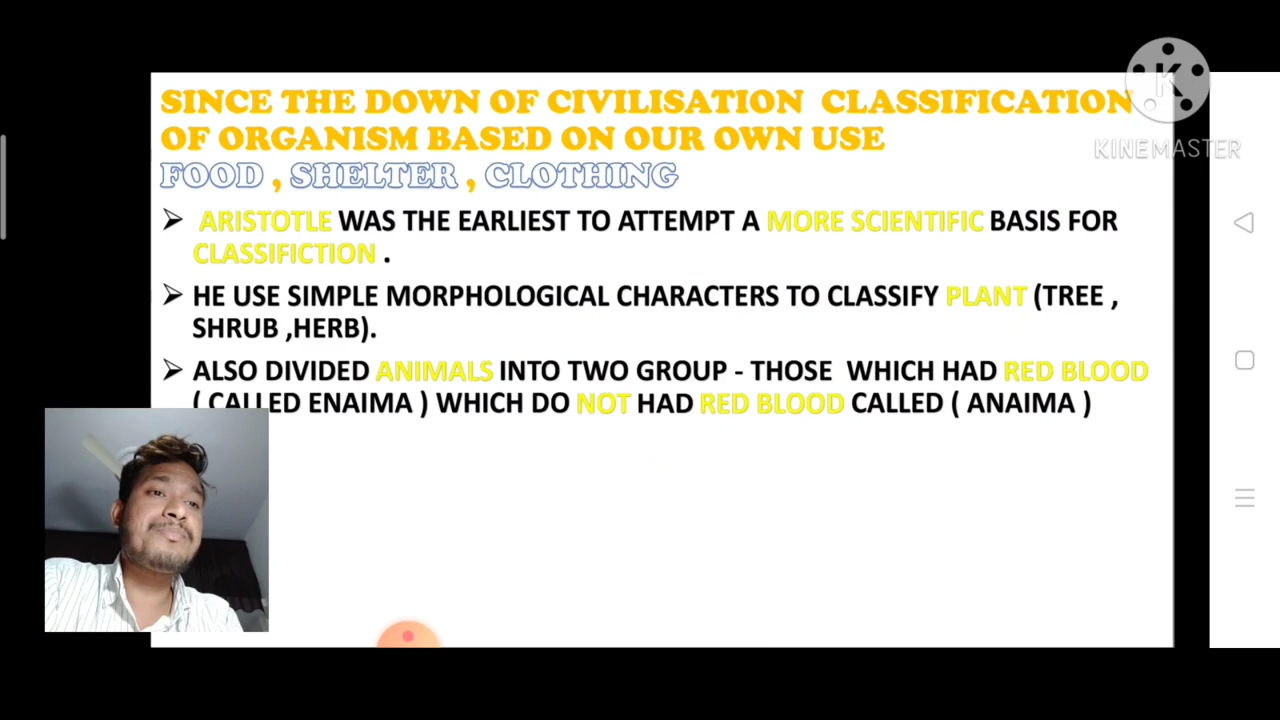 SINCE THE DOWN OF CIVILISATION CLASSIFICATION
OF ORGANISM BASED ON OUR OWN USE
FOOD , SHELTER , CLOTHING
➢ ARISTOTLE WAS THE EARLIEST TO ATTEMPT A MORE SCIENTIFIC BASIS FOR
CLASSIFICTION .
➢ HE USE SIMPLE MORPHOLOGICAL CHARACTERS TO CLASSIFY PLANT (TREE ,
SHRUB ,HERB).
➢ ALSO DIVIDED ANIMALS INTO TWO GROUP - THOSE WHICH HAD RED BLOOD
( CALLED ENAIMA ) WHICH DO NOT HAD RED BLOOD CALLED ( ANAIMA )
K
KINEMASTER